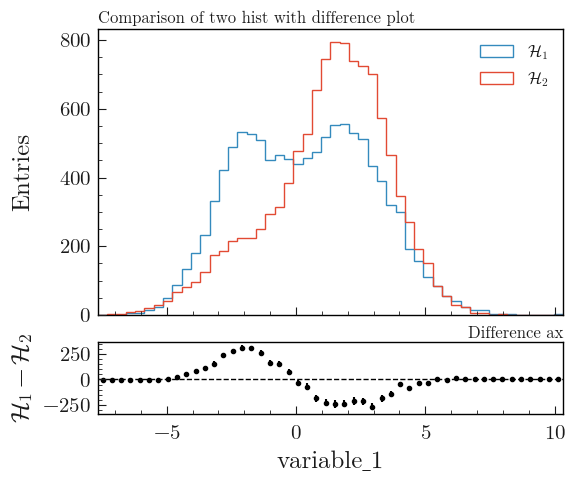 Comparison of two hist with difference plot
800
600
400
200
0
Entries
ℋ₁
ℋ₂
Difference ax
250
0
−250
ℋ₁ − ℋ₂
−5 0 5 10
variable_1